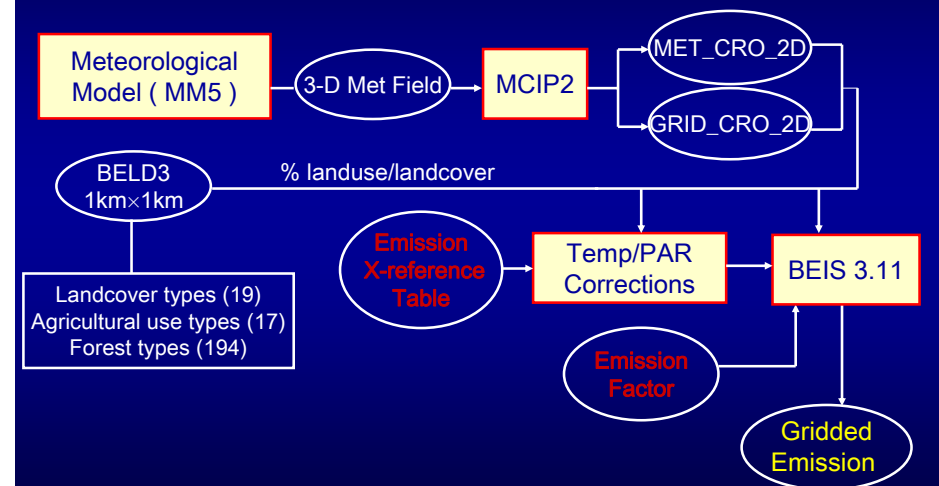 Meteorological
Model ( MM5 )
3-D Met Field
MCIP2
MET_CRO_2D
GRID_CRO_2D
BELD3
1km×1km
% landuse/landcover
Landcover types (19)
Agricultural use types (17)
Forest types (194)
Emission
X-reference
Table
Temp/PAR
Corrections
BEIS 3.11
Emission
Factor
Gridded
Emission